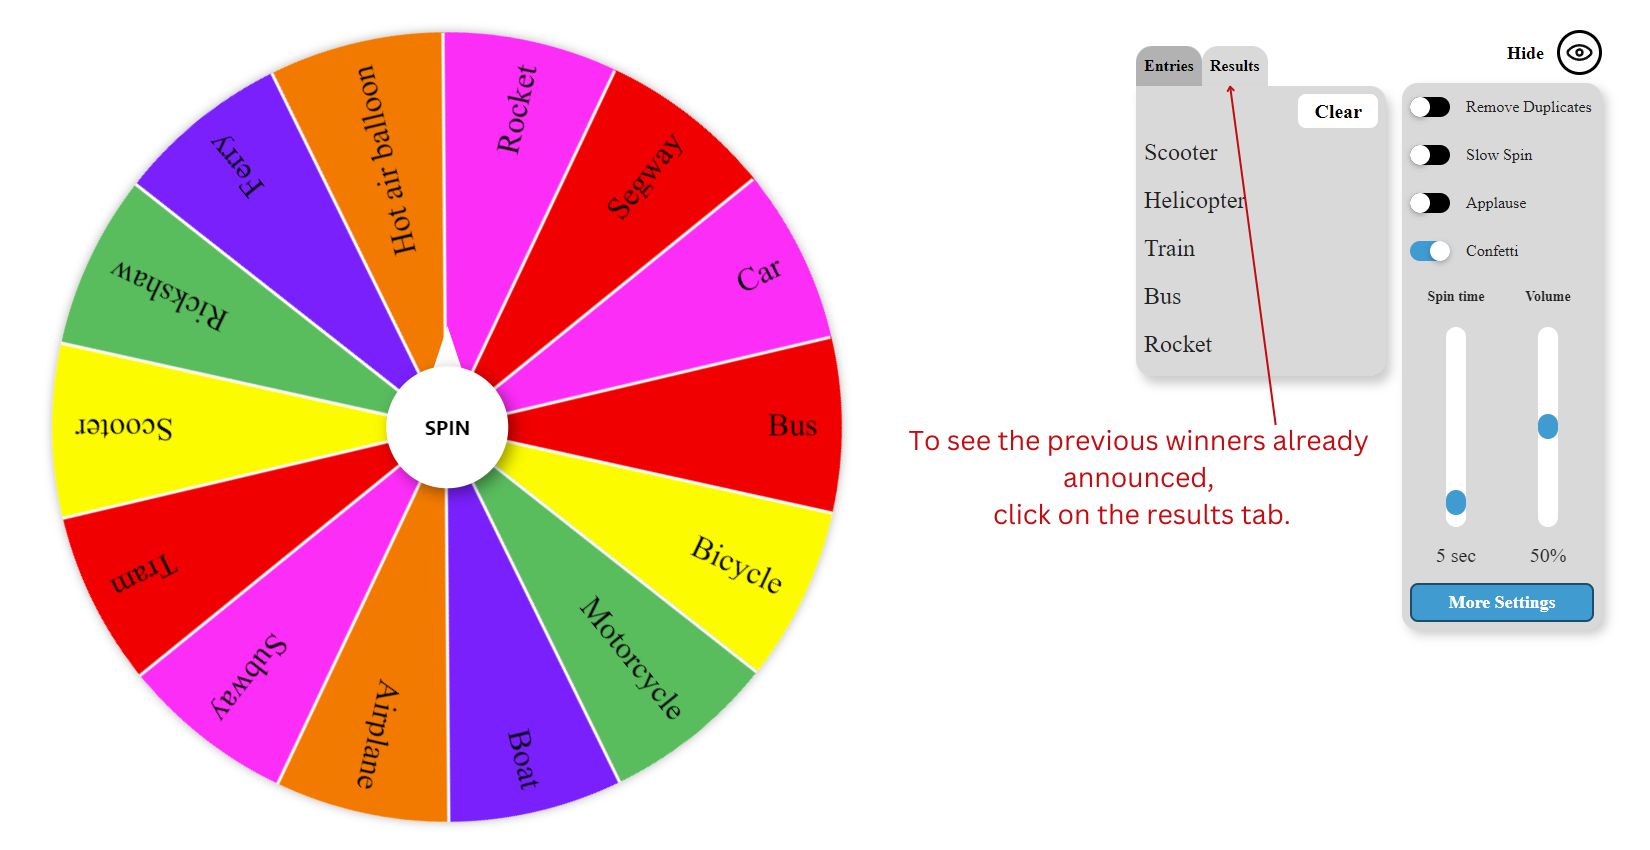 Rocket
Segway
Car
Bus
Bicycle
Motorcycle
Boat
Airplane
Subway
Tram
Scooter
Rickshaw
Ferry
Hot air balloon
SPIN
Entries
Results
Clear
Scooter
Helicopter
Train
Bus
Rocket
To see the previous winners already
announced,
click on the results tab.
Hide
Remove Duplicates
Slow Spin
Applause
Confetti
Spin time
Volume
5 sec
50%
More Settings